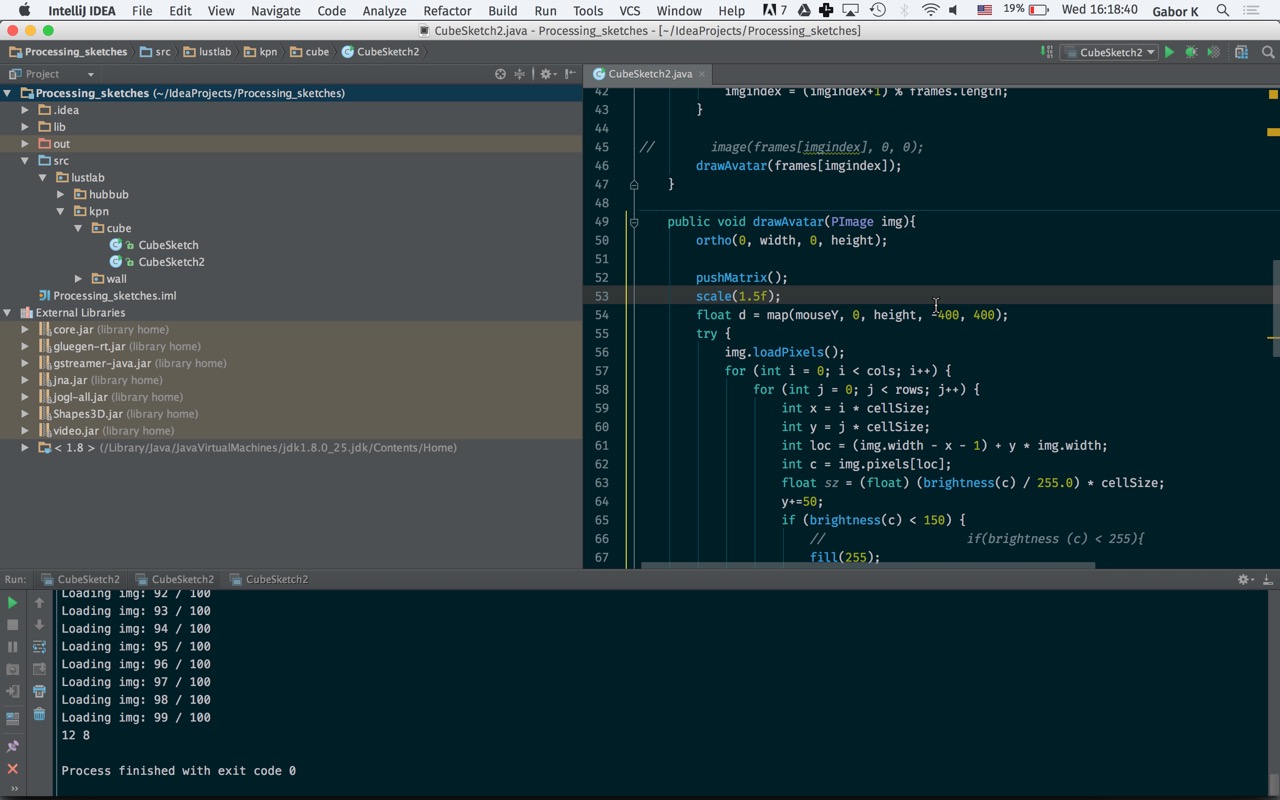 IntelliJ IDEA File Edit View Navigate Code Analyze Refactor Build Run Tools VCS Window Help 7 19% Wed 16:18:40 Gabor K
CubeSketch2.java - Processing_sketches - [~/IdeaProjects/Processing_sketches]
Processing_sketches src lustlab kpn cube CubeSketch2 CubeSketch2
Project
CubeSketch2.java
Processing_sketches (~/IdeaProjects/Processing_sketches)
.idea
lib
out
src
lustlab
hubbub
kpn
cube
CubeSketch
CubeSketch2
wall
Processing_sketches.iml
External Libraries
core.jar (library home)
gluegen-rt.jar (library home)
gstreamer-java.jar (library home)
jna.jar (library home)
jogl-all.jar (library home)
Shapes3D.jar (library home)
video.jar (library home)
< 1.8 > (/Library/Java/JavaVirtualMachines/jdk1.8.0_25.jdk/Contents/Home)
42 imgindex = (imgindex+1) % frames.length;
43 }
44
45 // image(frames[imgindex], 0, 0);
46 drawAvatar(frames[imgindex]);
47 }
48
49 public void drawAvatar(PImage img){
50 ortho(0, width, 0, height);
51
52 pushMatrix();
53 scale(1.5f);
54 float d = map(mouseY, 0, height, -400, 400);
55 try {
56 img.loadPixels();
57 for (int i = 0; i < cols; i++) {
58 for (int j = 0; j < rows; j++) {
59 int x = i * cellSize;
60 int y = j * cellSize;
61 int loc = (img.width - x - 1) + y * img.width;
62 int c = img.pixels[loc];
63 float sz = (float) (brightness(c) / 255.0) * cellSize;
64 y+=50;
65 if (brightness(c) < 150) {
66 // if(brightness (c) < 255){
67 fill(255);
Run: CubeSketch2 CubeSketch2 CubeSketch2
Loading img: 92 / 100
Loading img: 93 / 100
Loading img: 94 / 100
Loading img: 95 / 100
Loading img: 96 / 100
Loading img: 97 / 100
Loading img: 98 / 100
Loading img: 99 / 100
12 8
Process finished with exit code 0